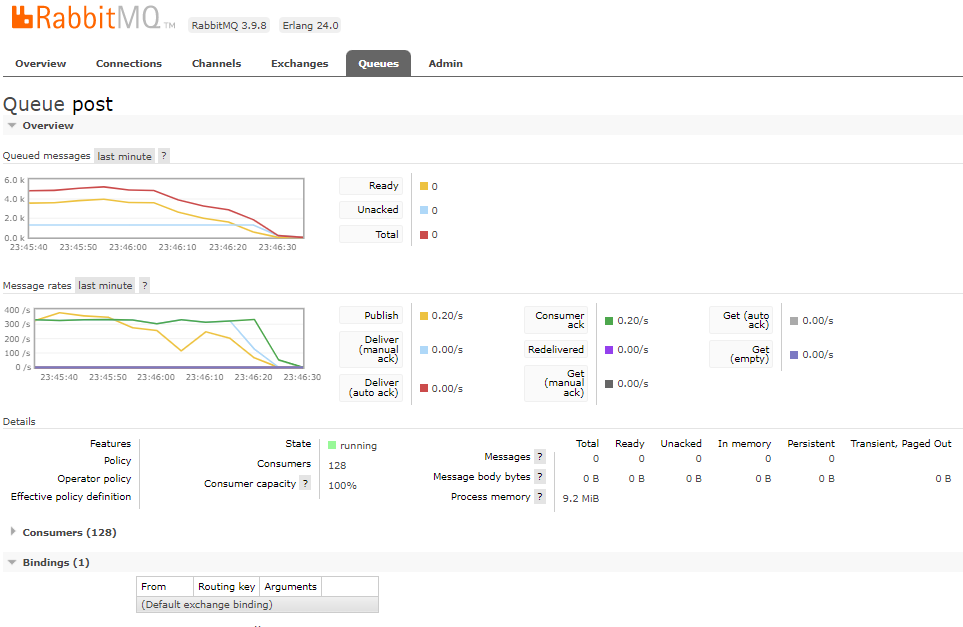 RabbitMQ TM RabbitMQ 3.9.8 Erlang 24.0
Overview Connections Channels Exchanges Queues Admin
Queue post
Overview
Queued messages last minute ?
6.0 k
4.0 k
2.0 k
0.0 k
23:45:40 23:45:50 23:46:00 23:46:10 23:46:20 23:46:30
Ready 0
Unacked 0
Total 0
Message rates last minute ?
400 /s
300 /s
200 /s
100 /s
0 /s
23:45:40 23:45:50 23:46:00 23:46:10 23:46:20 23:46:30
Publish 0.20/s
Deliver
(manual
ack)
0.00/s
Deliver
(auto ack)
0.00/s
Consumer
ack
0.20/s
Redelivered 0.00/s
Get
(manual
ack)
0.00/s
Get (auto
ack)
0.00/s
Get
(empty)
0.00/s
Details
Features
Policy
Operator policy
Effective policy definition
State running
Consumers 128
Consumer capacity ? 100%
Total Ready Unacked In memory Persistent Transient, Paged Out
Messages ? 0 0 0 0 0
Message body bytes ? 0 B 0 B 0 B 0 B 0 B 0 B
Process memory ? 9.2 MiB
Consumers (128)
Bindings (1)
From Routing key Arguments
(Default exchange binding)